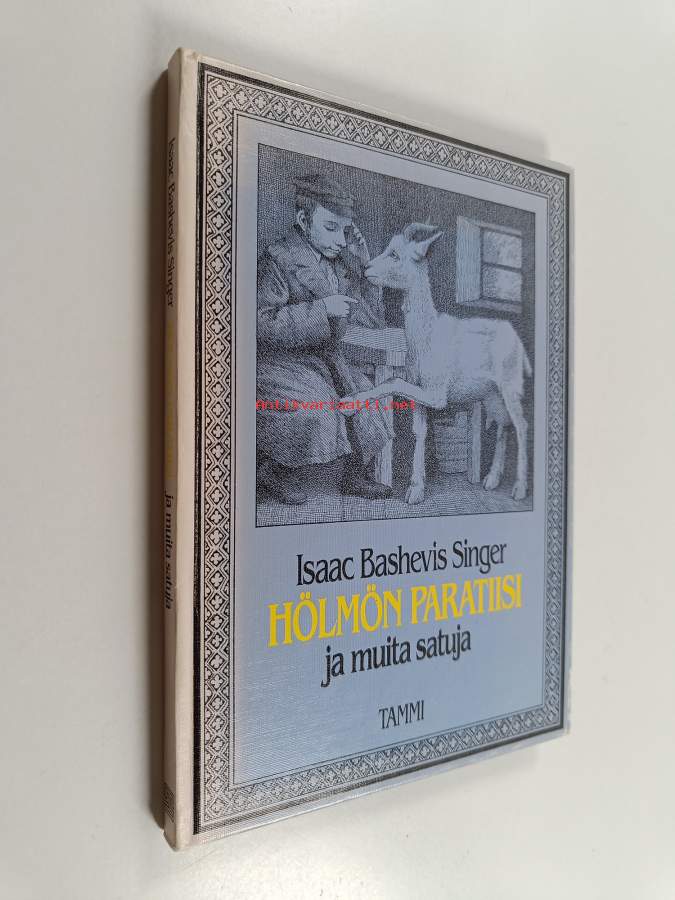 Isaac Bashevis Singer
ja muita satuja
Antikvariaatti.net
Isaac Bashevis Singer
HÖLMÖN PARATIISI
ja muita satuja
TAMMI